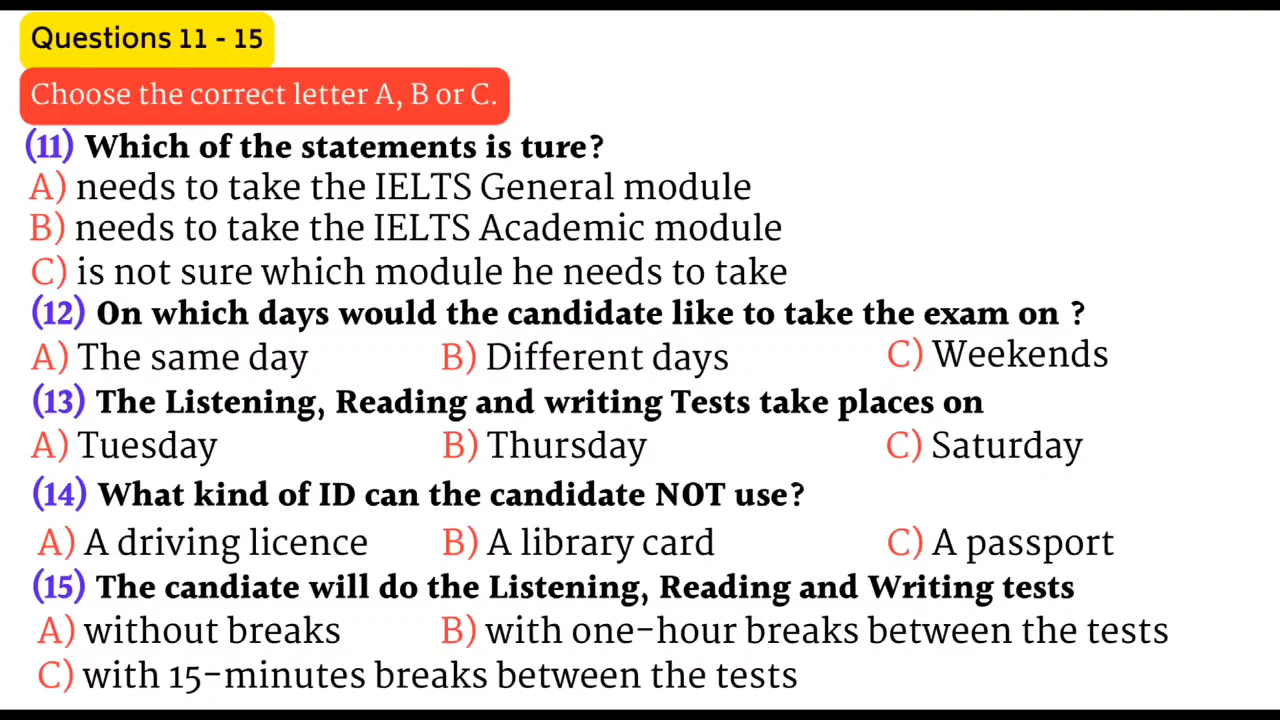 Questions 11 - 15
Choose the correct letter A, B or C.
(11) Which of the statements is ture?
A) needs to take the IELTS General module
B) needs to take the IELTS Academic module
C) is not sure which module he needs to take
(12) On which days would the candidate like to take the exam on ?
A) The same day B) Different days C) Weekends
(13) The Listening, Reading and writing Tests take places on
A) Tuesday B) Thursday C) Saturday
(14) What kind of ID can the candidate NOT use?
A) A driving licence B) A library card C) A passport
(15) The candiate will do the Listening, Reading and Writing tests
A) without breaks B) with one-hour breaks between the tests
C) with 15-minutes breaks between the tests